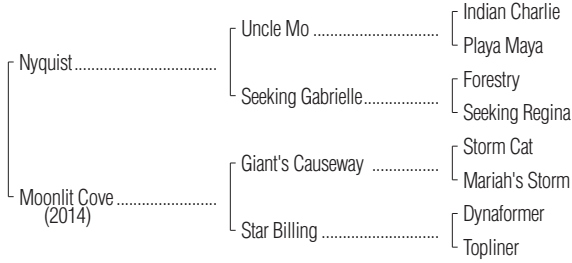 Indian Charlie
Uncle Mo ...................................
Playa Maya
Nyquist.......................................
Forestry
Seeking Gabrielle.....................
Seeking Regina
Storm Cat
Giant's Causeway ...................
Mariah's Storm
Moonlit Cove ...........................
(2014)
Dynaformer
Star Billing .................................
Topliner